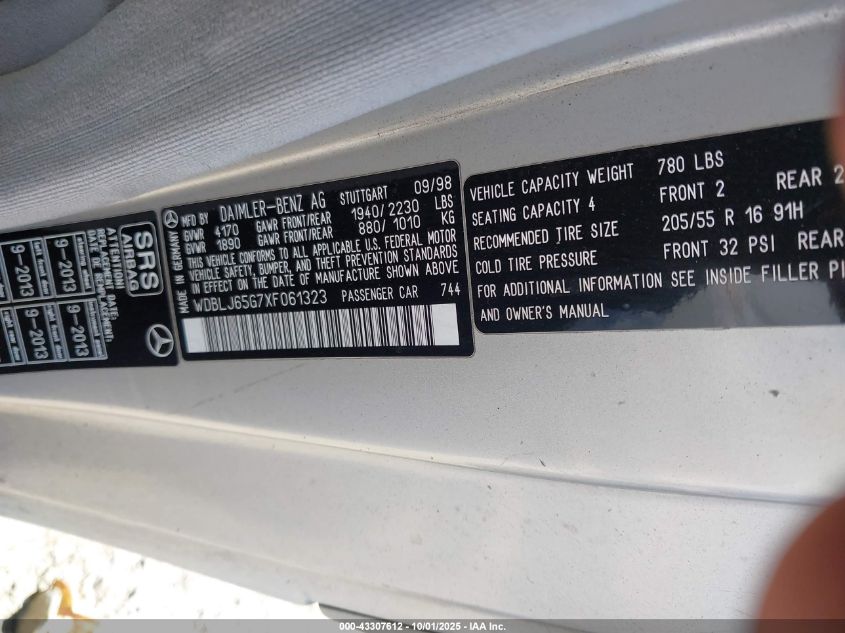 SRS
AIRBAG
ATTENTION
REPLACEMENT DATE
9-2013
9-2013
9-2013
9-2013
9-2013
MFD BY DAIMLER-BENZ AG STUTTGART 09/98
GVWR 4170 GAWR FRONT/REAR 1940/2230 LBS
GVWR 1890 GAWR FRONT/REAR 880/1010 KG
THIS VEHICLE CONFORMS TO ALL APPLICABLE U.S. FEDERAL MOTOR
VEHICLE SAFETY, BUMPER, AND THEFT PREVENTION STANDARDS
IN EFFECT ON THE DATE OF MANUFACTURE SHOWN ABOVE
WDBLJ65G7XF061323 PASSENGER CAR 744
MADE IN GERMANY
VEHICLE CAPACITY WEIGHT 780 LBS
SEATING CAPACITY 4 FRONT 2 REAR 2
RECOMMENDED TIRE SIZE 205/55 R 16 91H
COLD TIRE PRESSURE FRONT 32 PSI REAR
FOR ADDITIONAL INFORMATION SEE INSIDE FILLER
AND OWNER'S MANUAL
000-43307612 - 10/01/2025 - IAA Inc.